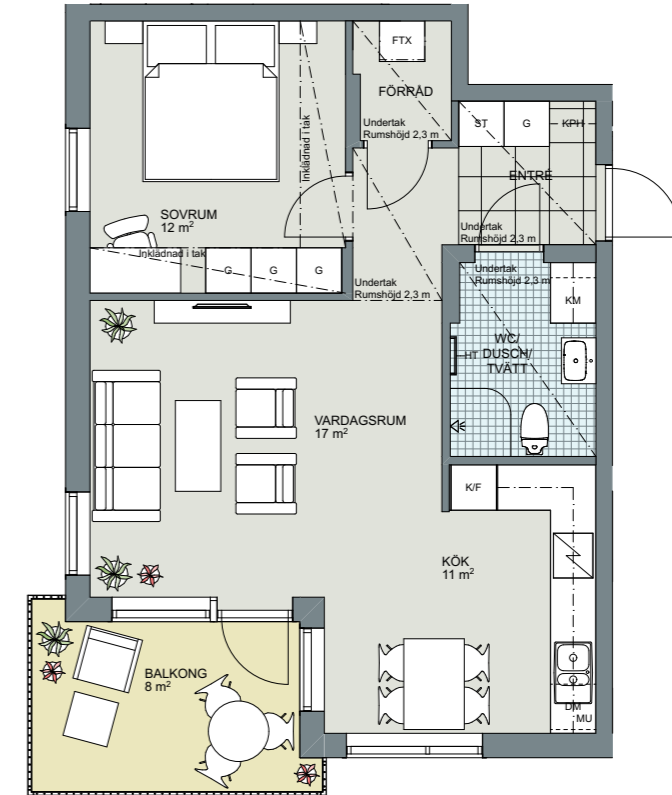 FTX
FÖRRÅD
Undertak
Rumshöjd 2,3 m
ST
G
KPH
ENTRÉ
Undertak
Rumshöjd 2,3 m
Inklädnad i tak
SOVRUM
12 m²
Inklädnad i tak
G
G
G
Undertak
Rumshöjd 2,3 m
Undertak
Rumshöjd 2,3 m
KM
WC/
DUSCH/
TVÄTT
HT
VARDAGSRUM
17 m²
K/F
KÖK
11 m²
BALKONG
8 m²
DM
MU